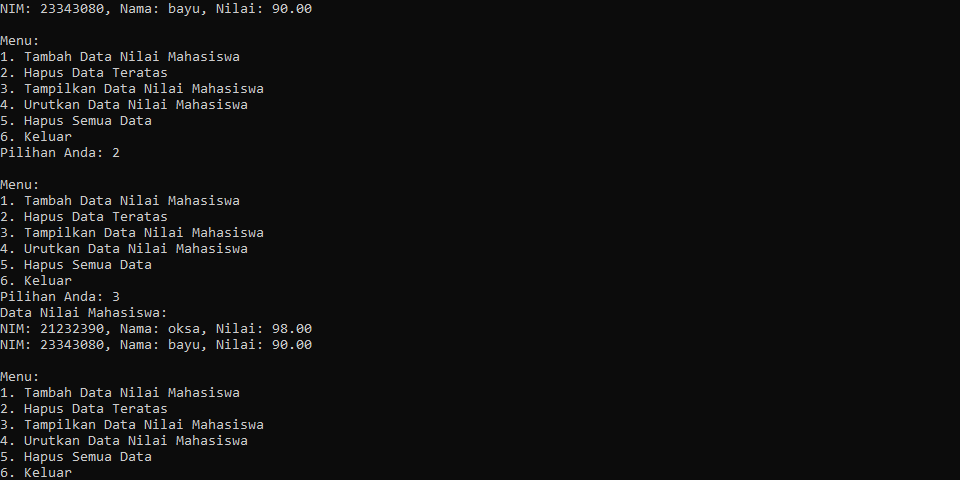 NIM: 23343080, Nama: bayu, Nilai: 90.00
Menu:
1. Tambah Data Nilai Mahasiswa
2. Hapus Data Teratas
3. Tampilkan Data Nilai Mahasiswa
4. Urutkan Data Nilai Mahasiswa
5. Hapus Semua Data
6. Keluar
Pilihan Anda: 2
Menu:
1. Tambah Data Nilai Mahasiswa
2. Hapus Data Teratas
3. Tampilkan Data Nilai Mahasiswa
4. Urutkan Data Nilai Mahasiswa
5. Hapus Semua Data
6. Keluar
Pilihan Anda: 3
Data Nilai Mahasiswa:
NIM: 21232390, Nama: oksa, Nilai: 98.00
NIM: 23343080, Nama: bayu, Nilai: 90.00
Menu:
1. Tambah Data Nilai Mahasiswa
2. Hapus Data Teratas
3. Tampilkan Data Nilai Mahasiswa
4. Urutkan Data Nilai Mahasiswa
5. Hapus Semua Data
6. Keluar